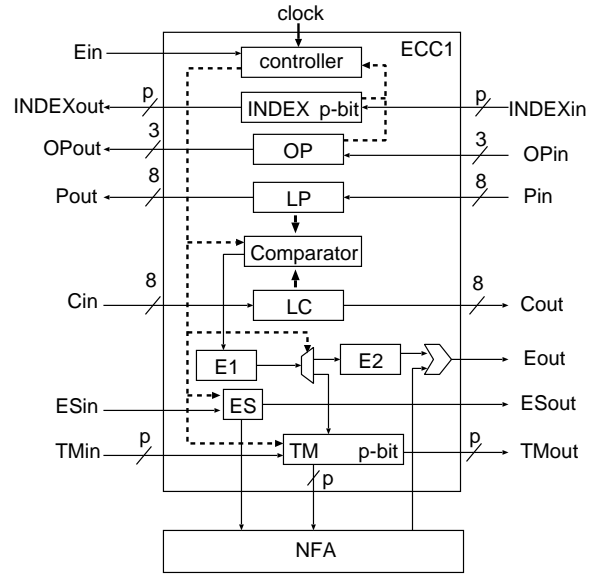 clock
Ein
ECC1
controller
INDEXout
p
INDEX p-bit
p
INDEXin
OPout
3
OP
3
OPin
Pout
8
LP
8
Pin
Comparator
Cin
8
LC
8
Cout
E1
E2
Eout
ESin
ES
ESout
TMin
p
TM p-bit
p
TMout
p
NFA